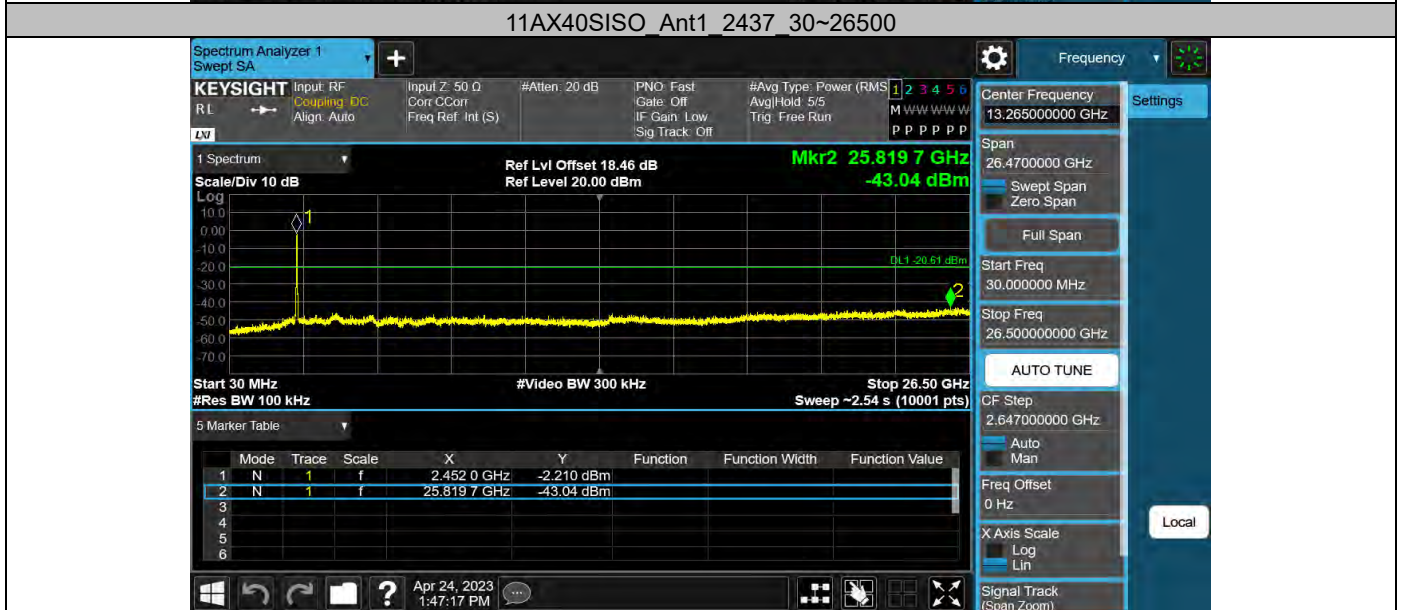 11AX40SISO_Ant1_2437_30~26500
Spectrum Analyzer 1
Swept SA
+
Frequency
KEYSIGHT
RL
LXI
Input: RF
Coupling: DC
Align: Auto
Input Z: 50 Ω
Corr CCorr
Freq Ref: Int (S)
#Atten: 20 dB
PNO: Fast
Gate: Off
IF Gain: Low
Sig Track: Off
#Avg Type: Power (RMS
Avg|Hold: 5/5
Trig: Free Run
1 2 3 4 5 6
M W W W W W
P P P P P P
1 Spectrum
Scale/Div 10 dB
Ref Lvl Offset 18.46 dB
Ref Level 20.00 dBm
Mkr2 25.819 7 GHz
-43.04 dBm
Log
10.0
0.00
-10.0
-20.0
-30.0
-40.0
-50.0
-60.0
-70.0
1
DL1 -20.61 dBm
2
Start 30 MHz
#Res BW 100 kHz
#Video BW 300 kHz
Stop 26.50 GHz
Sweep ~2.54 s (10001 pts)
5 Marker Table
Mode Trace Scale X Y Function Function Width Function Value
1 N 1 f 2.452 0 GHz -2.210 dBm
2 N 1 f 25.819 7 GHz -43.04 dBm
3
4
5
6
?
Apr 24, 2023
1:47:17 PM
Center Frequency
13.265000000 GHz
Span
26.4700000 GHz
Swept Span
Zero Span
Full Span
Start Freq
30.000000 MHz
Stop Freq
26.500000000 GHz
AUTO TUNE
CF Step
2.647000000 GHz
Auto
Man
Freq Offset
0 Hz
X Axis Scale
Log
Lin
Signal Track
(Span Zoom)
Settings
Local